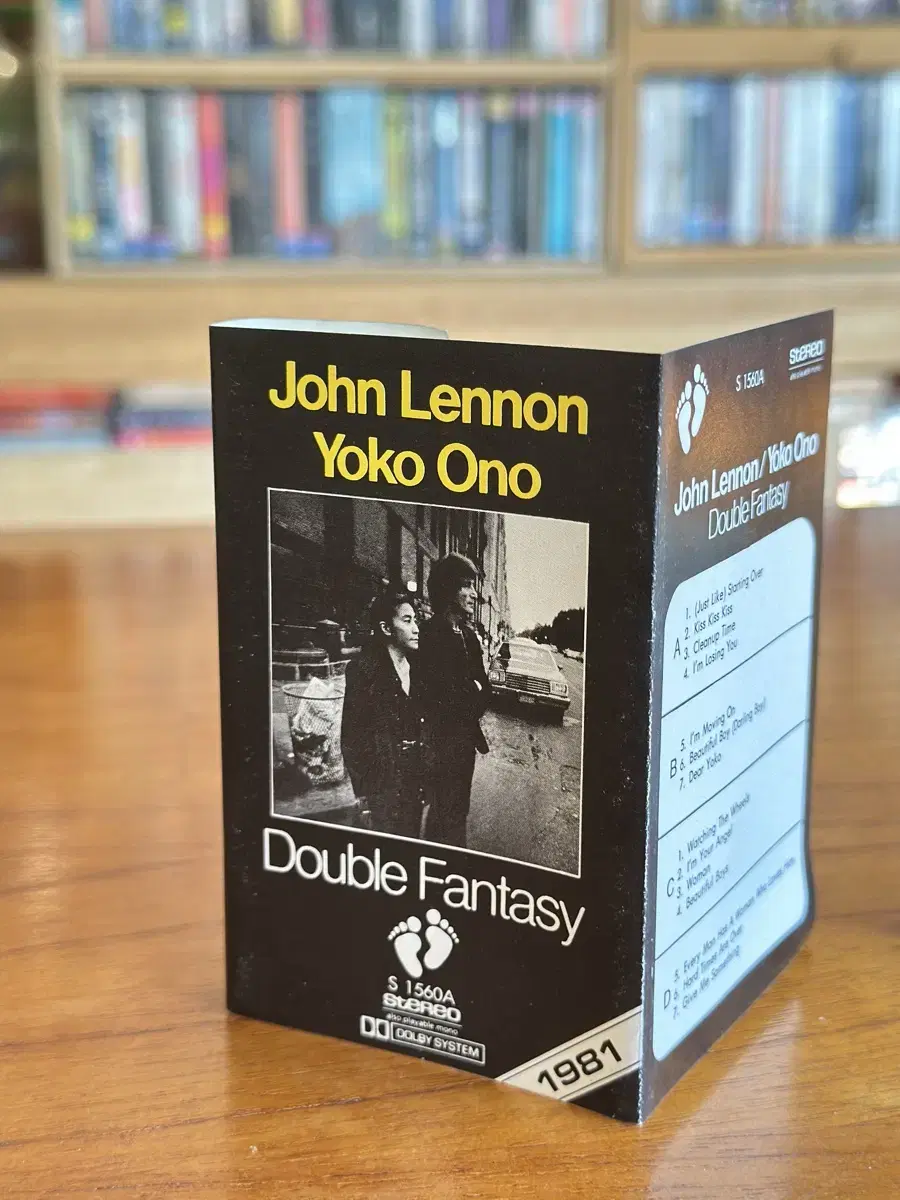 John Lennon
Yoko Ono
Double Fantasy
S 1560A
Stereo
also playable mono
DOLBY SYSTEM
1981
S 1560A
Stereo
also playable mono
John Lennon/Yoko Ono
Double Fantasy
A
1. (Just Like) Starting Over
2. Kiss Kiss Kiss
3. Cleanup Time
4. I'm Losing You
B
5. I'm Moving On
6. Beautiful Boy (Darling Boy)
7. Dear Yoko
C
1. Watching The Wheels
2. I'm Your Angel
3. Woman
4. Beautiful Boys
D
5. Every Man Has A Woman Who Loves Him
6. Hard Times Are Over
7. Give Me Something